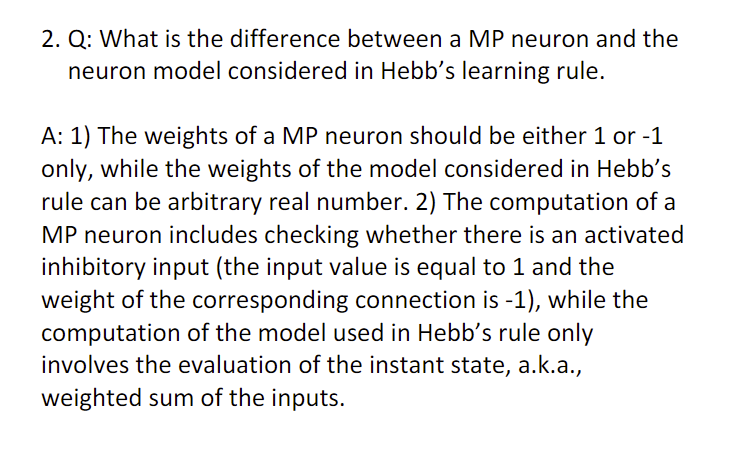 2. Q: What is the difference between a MP neuron and the
neuron model considered in Hebb’s learning rule.
A: 1) The weights of a MP neuron should be either 1 or -1
only, while the weights of the model considered in Hebb’s
rule can be arbitrary real number. 2) The computation of a
MP neuron includes checking whether there is an activated
inhibitory input (the input value is equal to 1 and the
weight of the corresponding connection is -1), while the
computation of the model used in Hebb’s rule only
involves the evaluation of the instant state, a.k.a.,
weighted sum of the inputs.